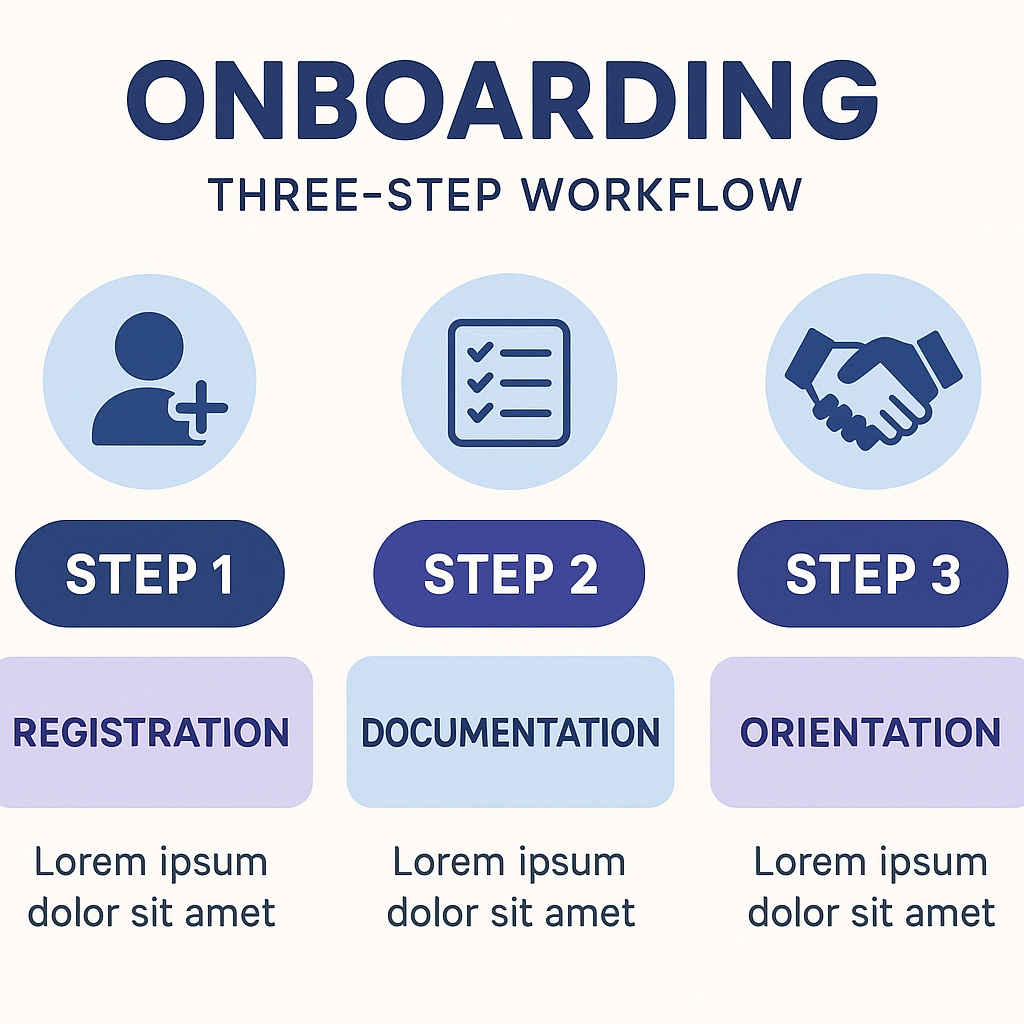 ONBOARDING
THREE-STEP WORKFLOW
STEP 1
REGISTRATION
Lorem ipsum
dolor sit amet
STEP 2
DOCUMENTATION
Lorem ipsum
dolor sit amet
STEP 3
ORIENTATION
Lorem ipsum
dolor sit amet